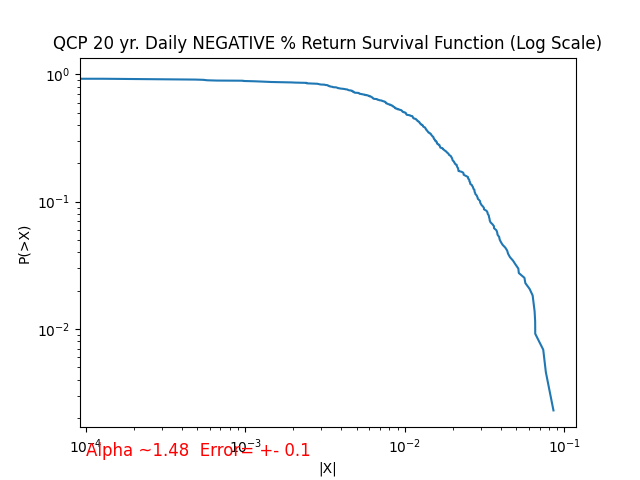 QCP 20 yr. Daily NEGATIVE % Return Survival Function (Log Scale)
10⁰
10⁻¹
P(>X)
10⁻²
10⁻⁴ 10⁻³ 10⁻² 10⁻¹
Alpha ~1.48 Error= +- 0.1
|X|